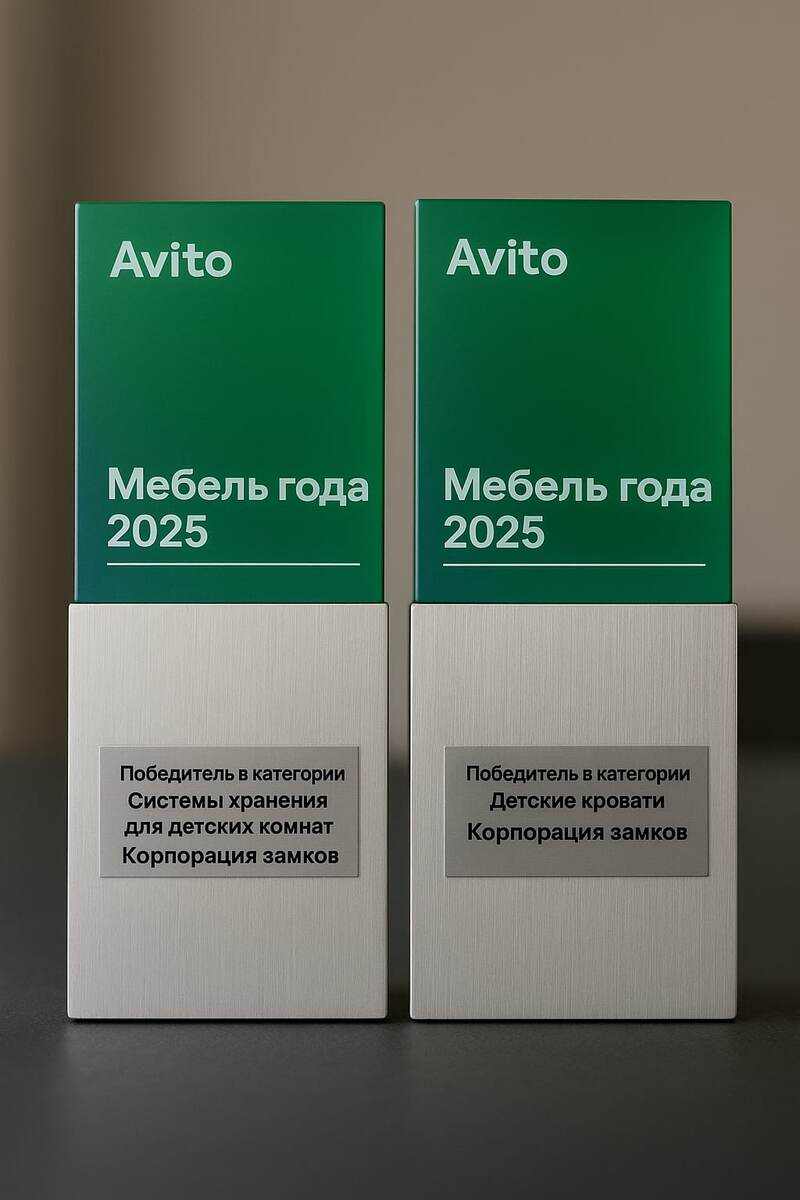 Avito
Мебель года
2025
Победитель в категории
Системы хранения
для детских комнат
Корпорация замков
Avito
Мебель года
2025
Победитель в категории
Детские кровати
Корпорация замков